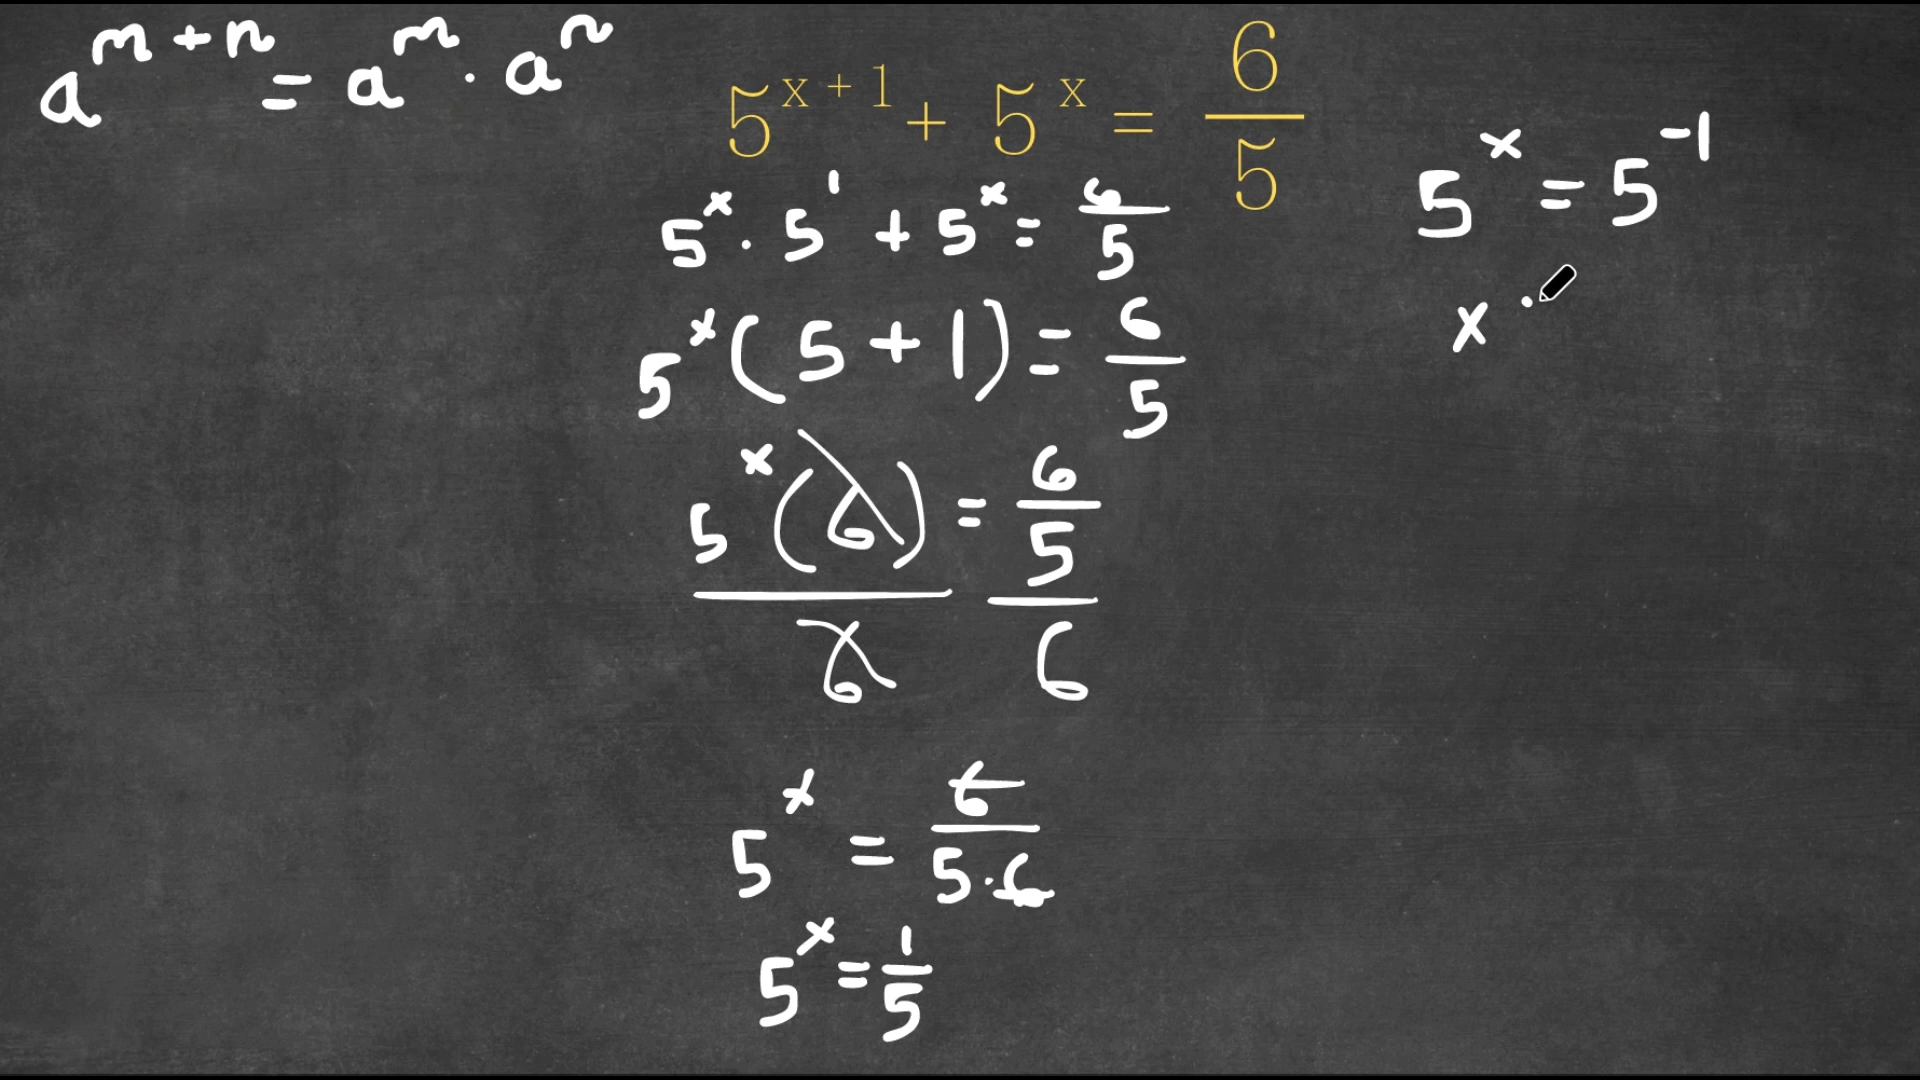 a^{m+n} = a^m · a^n
5^{x+1} + 5^x = 6/5
5^x · 5^1 + 5^x = 6/5
5^x (5 + 1) = 6/5
5^x (6) = 6/5
6 6
5^x = 6/(5·6)
5^x = 1/5
5^x = 5^{-1}
x